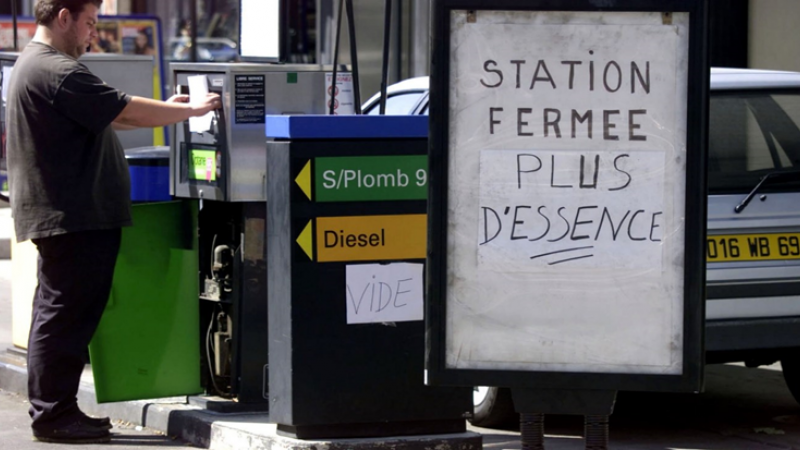 STATION
FERMEE
PLUS
D'ESSENCE
S/Plomb 9
Diesel
VIDE
016 WB 69